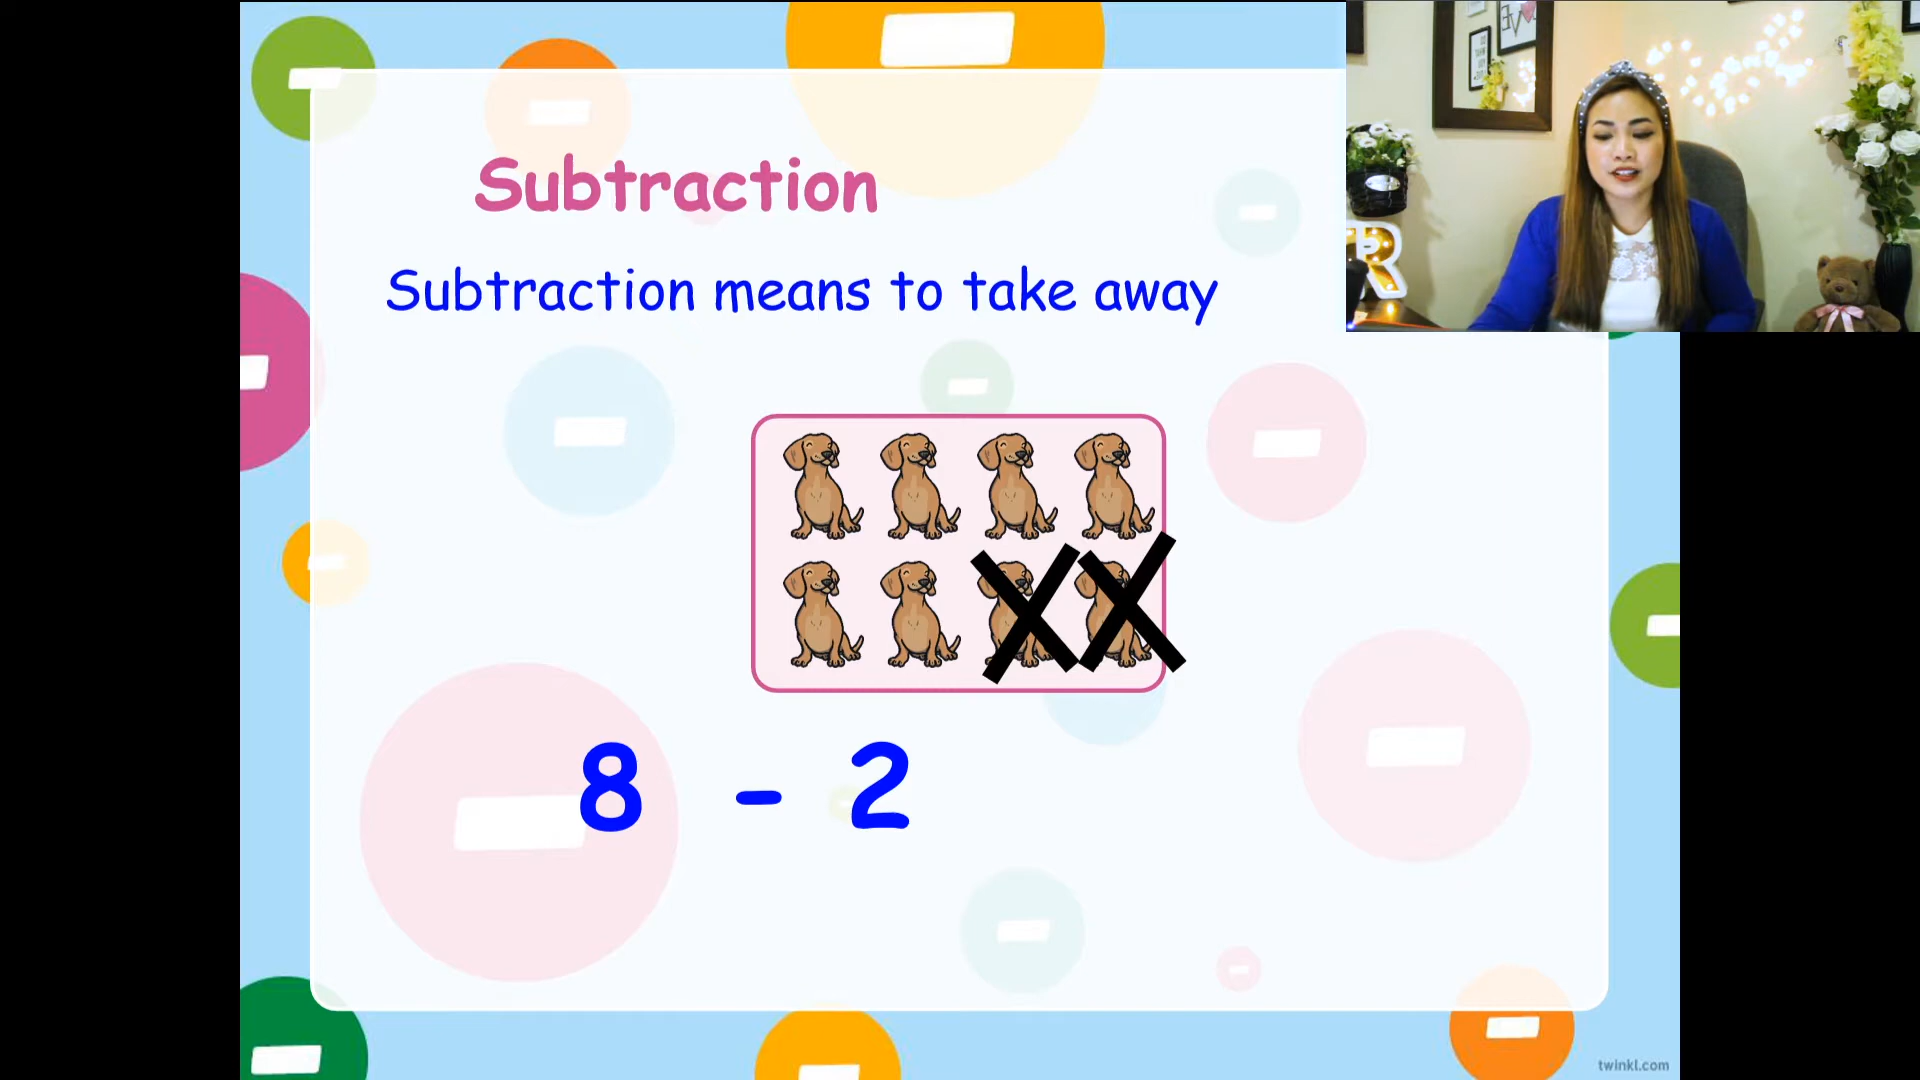 Subtraction
Subtraction means to take away
8 - 2
twinkl.com